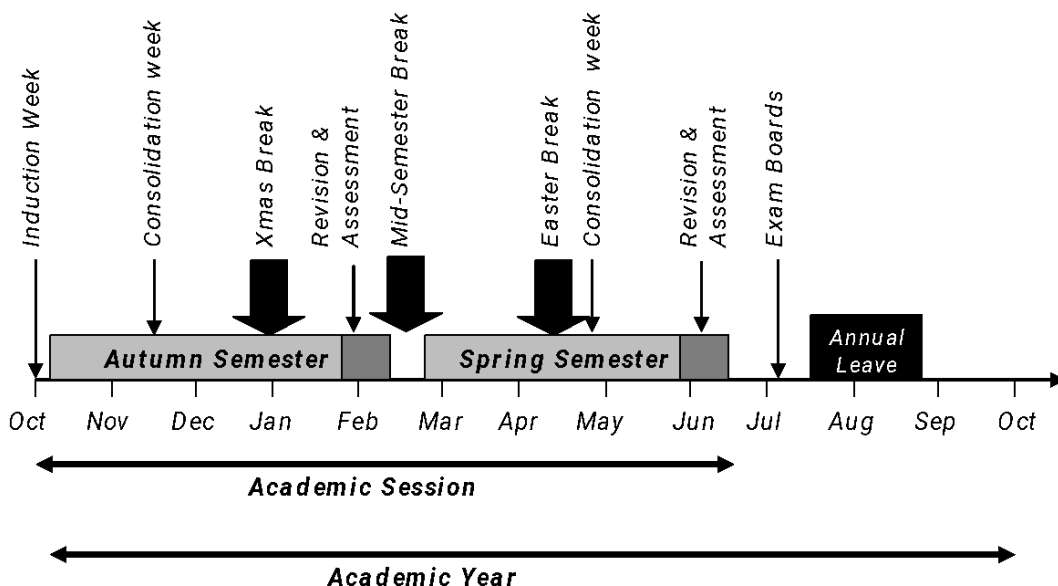 Induction Week
Consolidation week
Xmas Break
Revision &
Assessment
Mid-Semester Break
Easter Break
Consolidation week
Revision &
Assessment
Exam Boards
Autumn Semester
Spring Semester
Annual
Leave
Oct Nov Dec Jan Feb Mar Apr May Jun Jul Aug Sep Oct
Academic Session
Academic Year